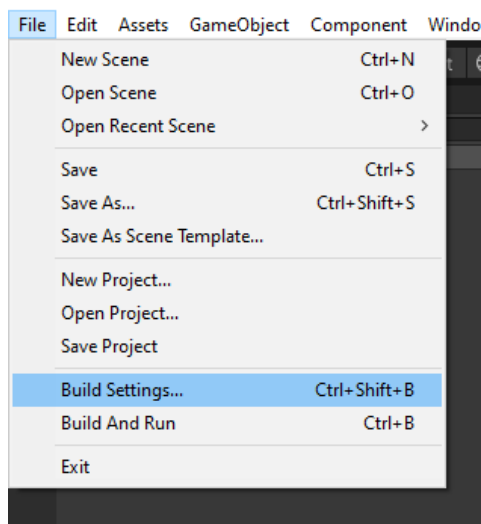 File Edit Assets GameObject Component Windo
New Scene Ctrl+N
Open Scene Ctrl+O
Open Recent Scene >
Save Ctrl+S
Save As... Ctrl+Shift+S
Save As Scene Template...
New Project...
Open Project...
Save Project
Build Settings... Ctrl+Shift+B
Build And Run Ctrl+B
Exit